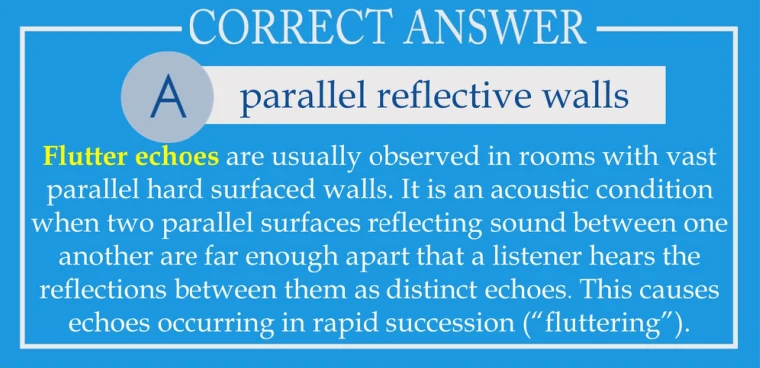 CORRECT ANSWER
A
parallel reflective walls
Flutter echoes are usually observed in rooms with vast
parallel hard surfaced walls. It is an acoustic condition
when two parallel surfaces reflecting sound between one
another are far enough apart that a listener hears the
reflections between them as distinct echoes. This causes
echoes occurring in rapid succession (“fluttering”).